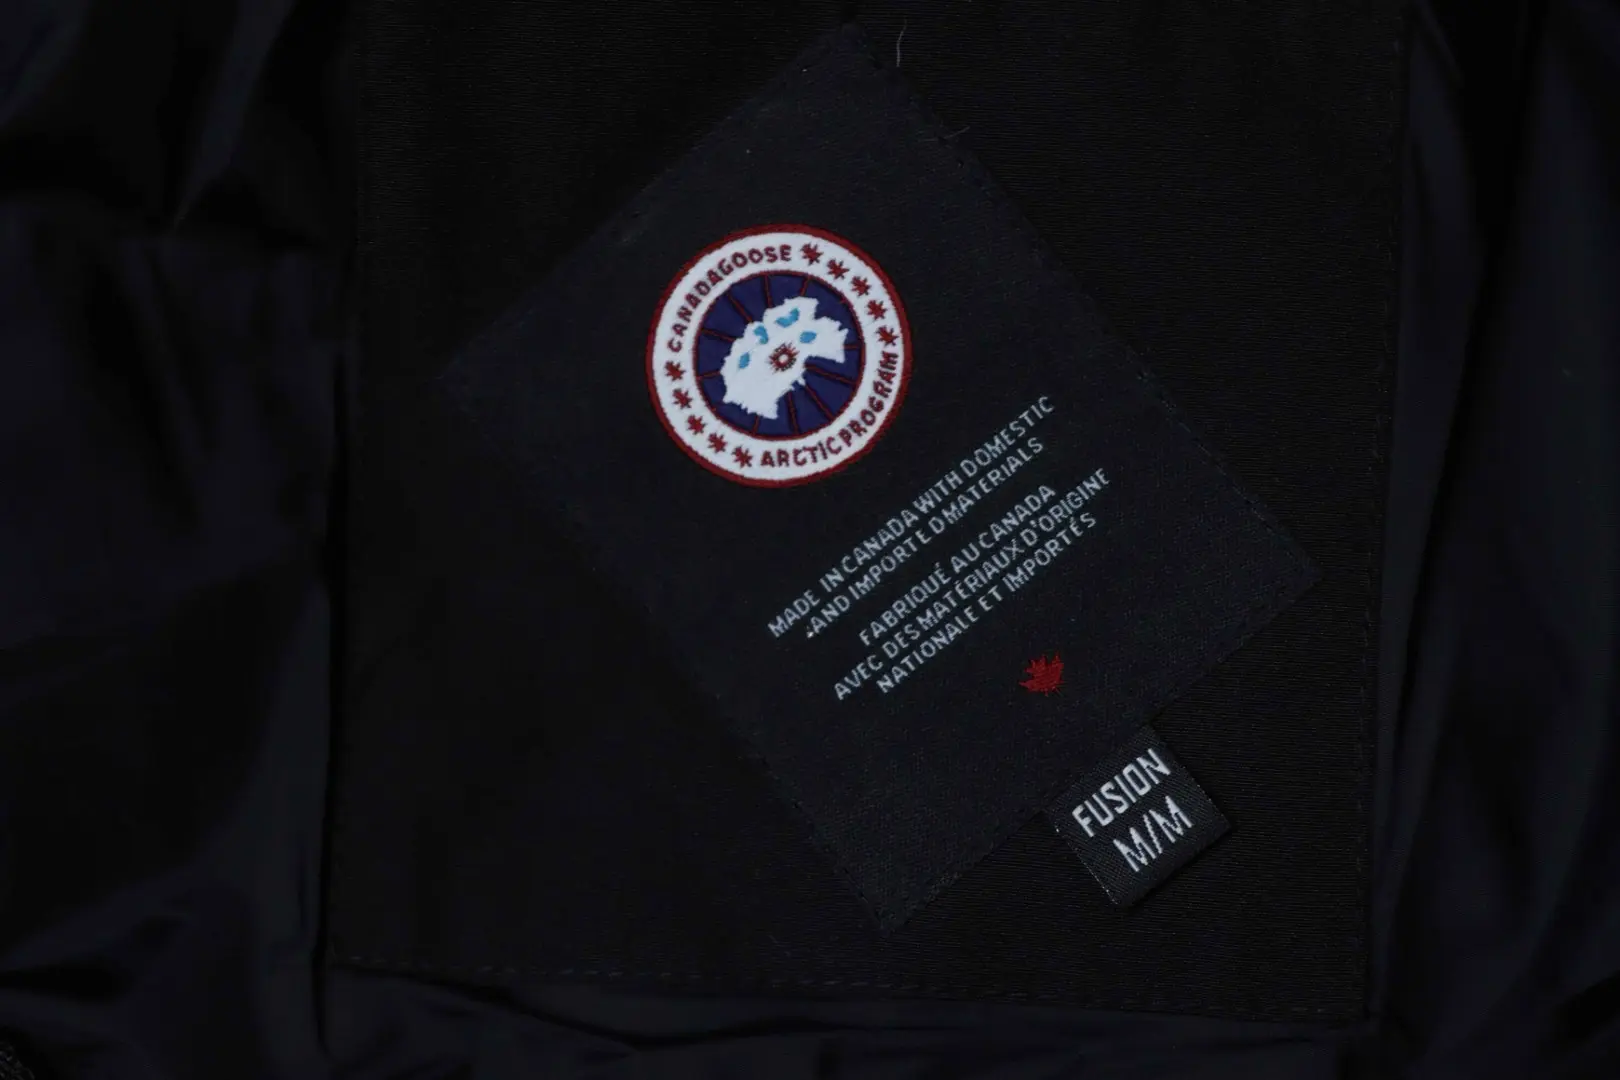 CANADA GOOSE
ARCTIC PROGRAM
MADE IN CANADA WITH DOMESTIC
AND IMPORTED MATERIALS
FABRIQUÉ AU CANADA
AVEC DES MATÉRIAUX D'ORIGINE
NATIONALE ET IMPORTÉS
FUSION
M/M